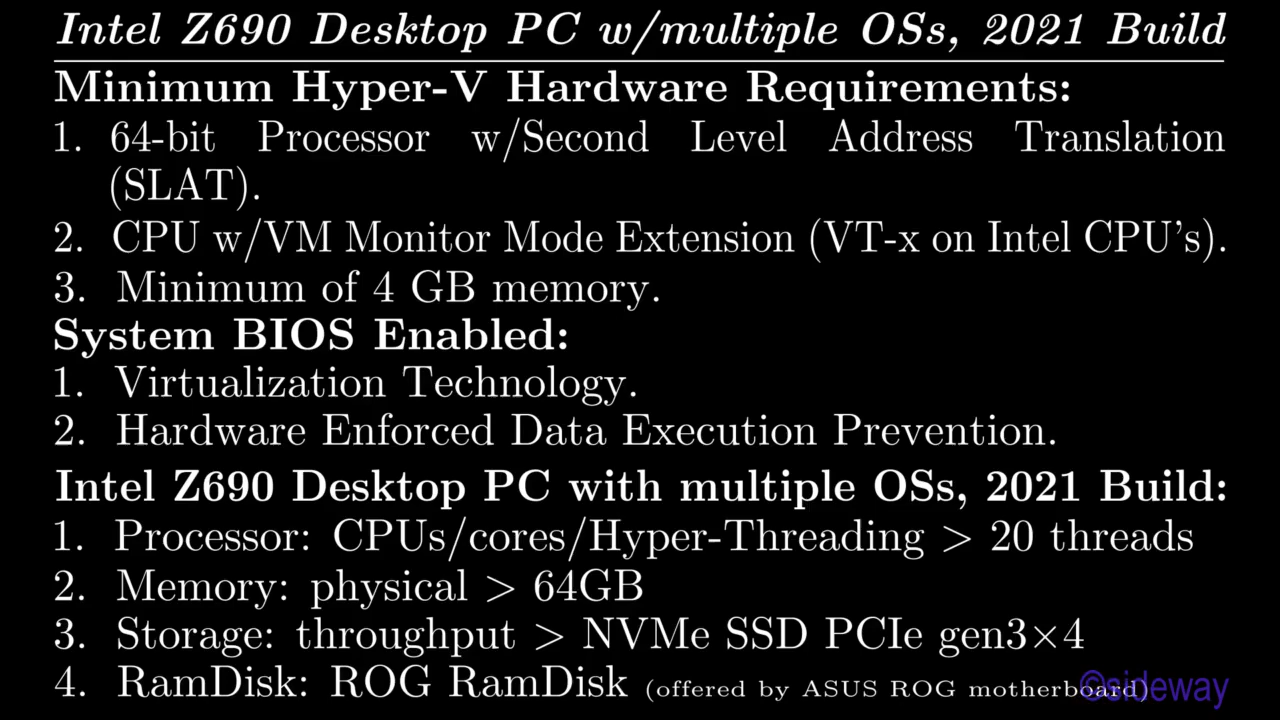 Intel Z690 Desktop PC w/multiple OSs, 2021 Build
Minimum Hyper-V Hardware Requirements:
1. 64-bit Processor w/Second Level Address Translation
(SLAT).
2. CPU w/VM Monitor Mode Extension (VT-x on Intel CPU's).
3. Minimum of 4 GB memory.
System BIOS Enabled:
1. Virtualization Technology.
2. Hardware Enforced Data Execution Prevention.
Intel Z690 Desktop PC with multiple OSs, 2021 Build:
1. Processor: CPUs/cores/Hyper-Threading > 20 threads
2. Memory: physical > 64GB
3. Storage: throughput > NVMe SSD PCIe gen3×4
4. RamDisk: ROG RamDisk (offered by ASUS ROG motherboard)
©sideway